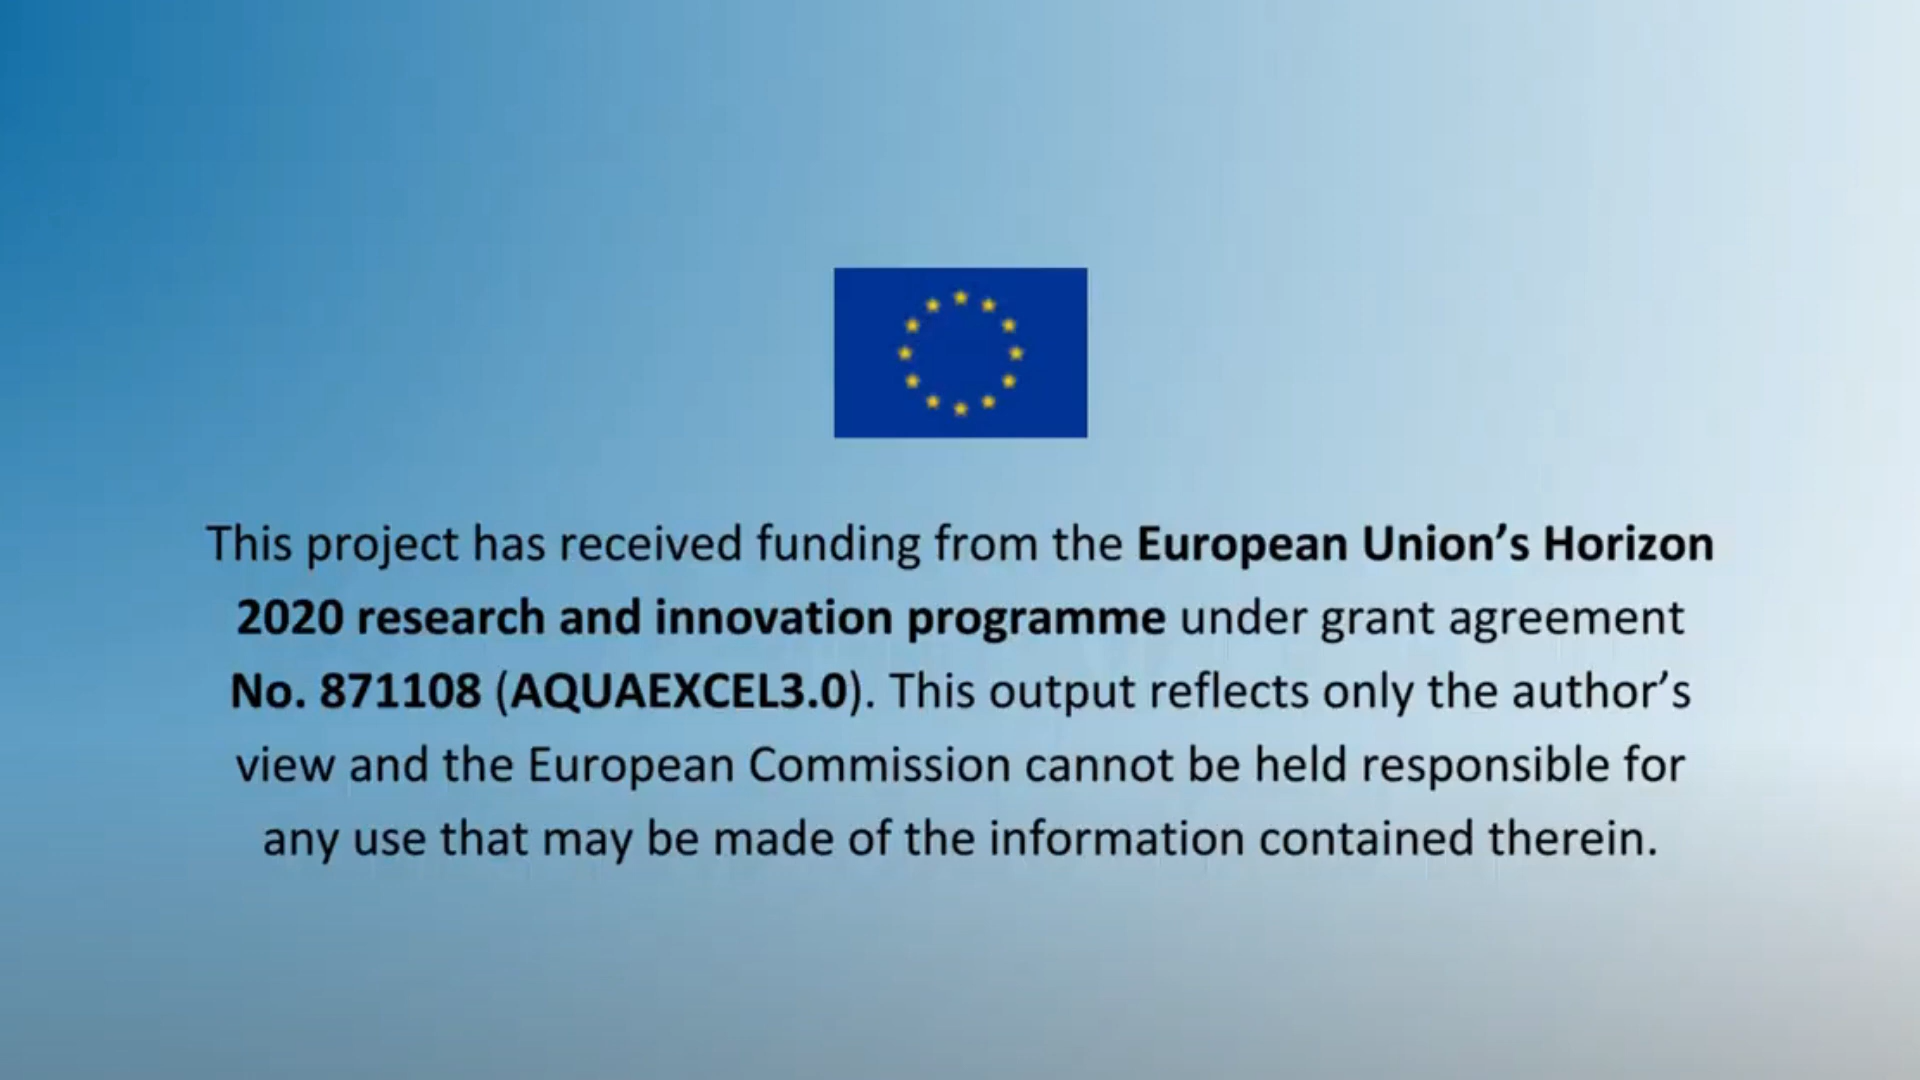 This project has received funding from the European Union’s Horizon
2020 research and innovation programme under grant agreement
No. 871108 (AQUAEXCEL3.0). This output reflects only the author’s
view and the European Commission cannot be held responsible for
any use that may be made of the information contained therein.